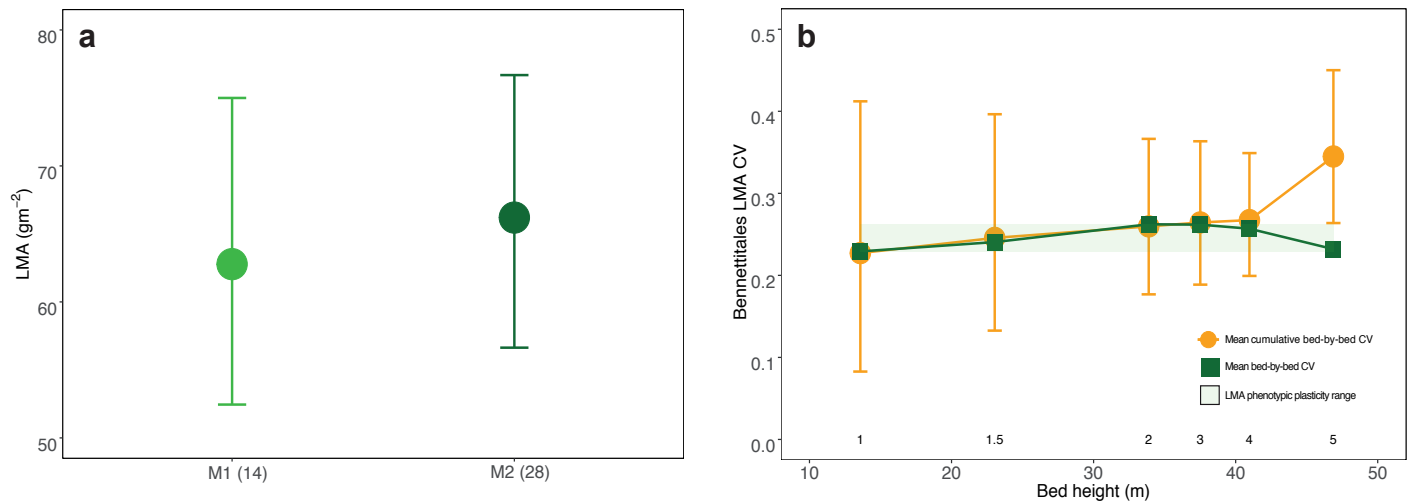 a
80
70
60
50
LMA (gm⁻²)
M1 (14)
M2 (28)
b
0.5
0.4
0.3
0.2
0.1
0.0
Bennettitales LMA CV
Mean cumulative bed-by-bed CV
Mean bed-by-bed CV
LMA phenotypic plasticity range
1
1.5
2
3
4
5
10
20
30
40
50
Bed height (m)